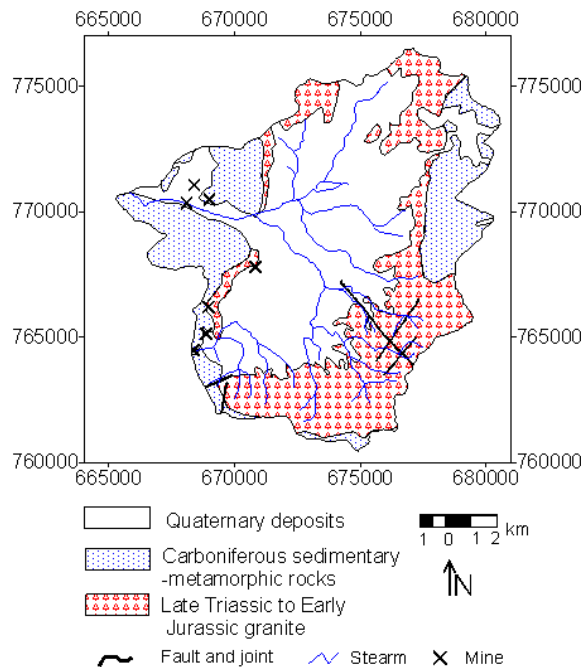 665000 670000 675000 680000
775000 775000
770000 770000
765000 765000
760000 760000
665000 670000 675000 680000
Quaternary deposits
1 0 1 2 km
Carboniferous sedimentary
-metamorphic rocks
N
Late Triassic to Early
Jurassic granite
Fault and joint Stearm Mine